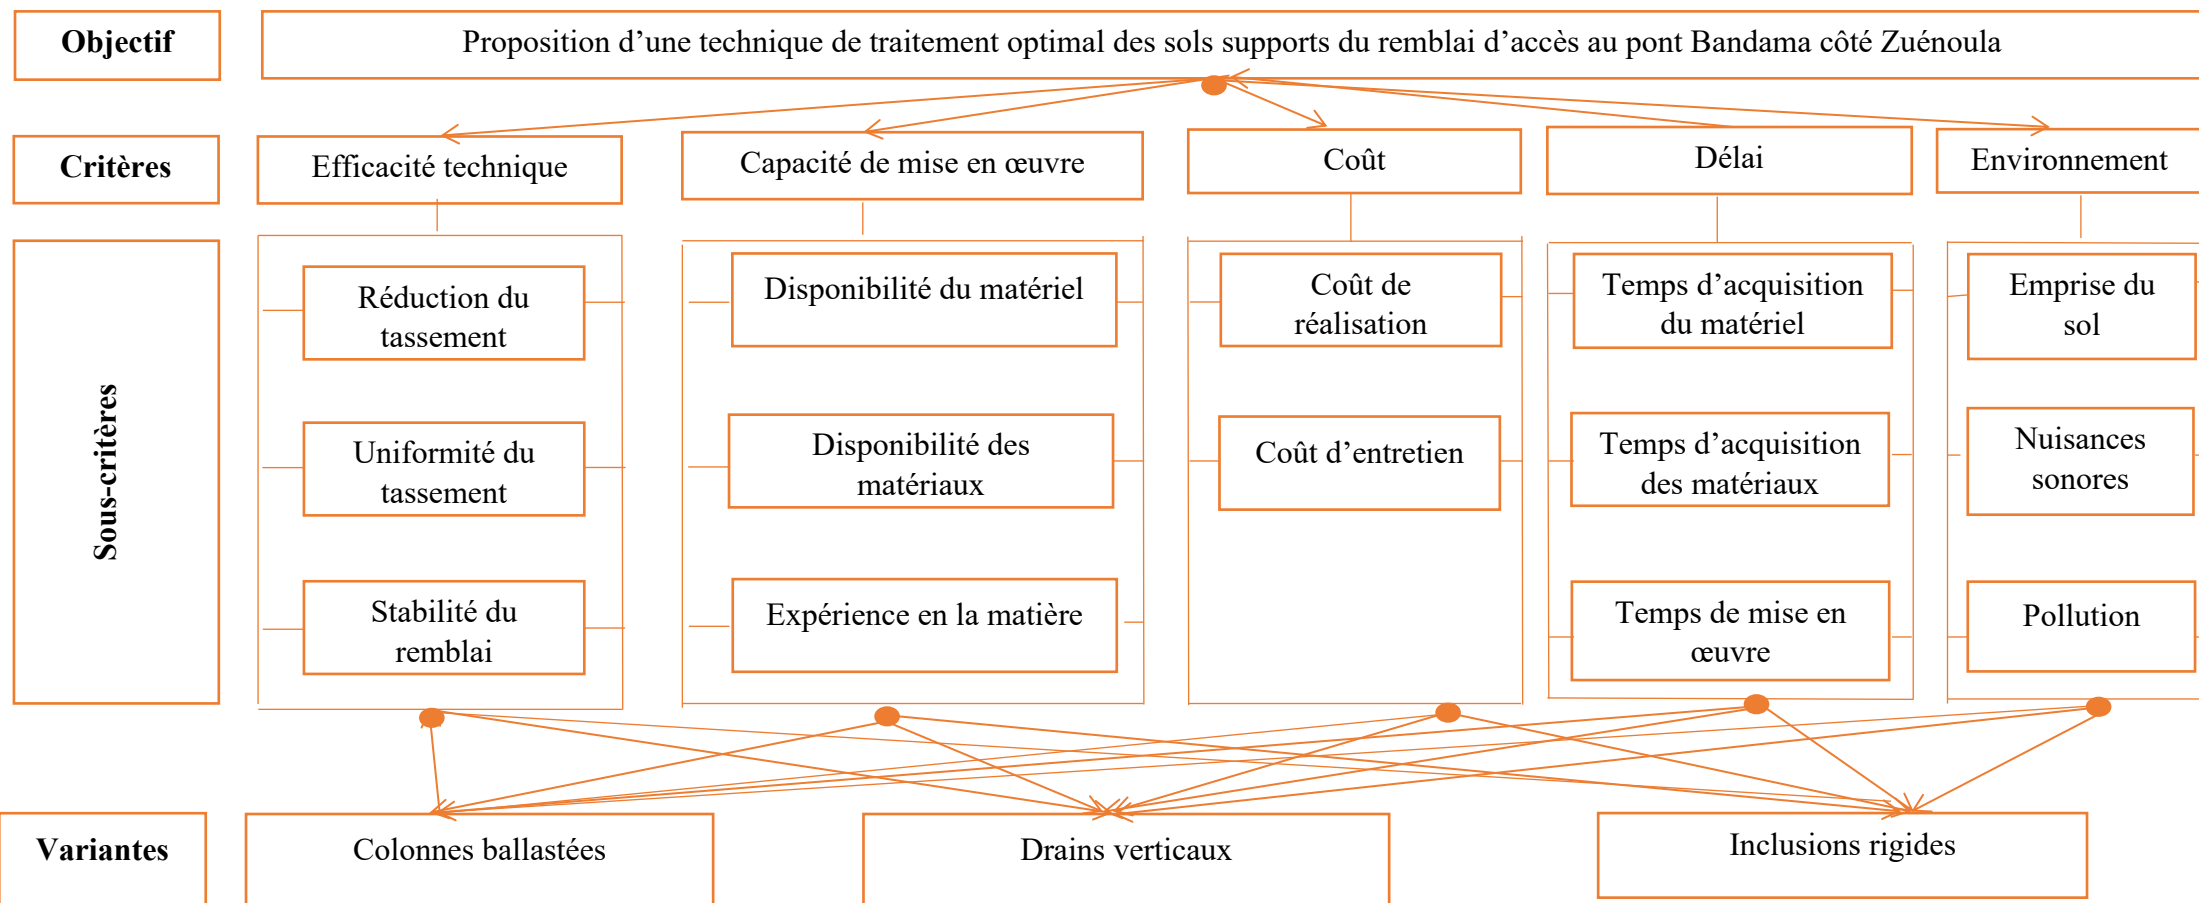 Objectif
Proposition d’une technique de traitement optimal des sols supports du remblai d’accès au pont Bandama côté Zuénoula
Critères
Efficacité technique
Capacité de mise en œuvre
Coût
Délai
Environnement
Sous-critères
Réduction du
tassement
Uniformité du
tassement
Stabilité du
remblai
Disponibilité du matériel
Disponibilité des
matériaux
Expérience en la matière
Coût de
réalisation
Coût d’entretien
Temps d’acquisition
du matériel
Temps d’acquisition
des matériaux
Temps de mise en
œuvre
Emprise du
sol
Nuisances
sonores
Pollution
Variantes
Colonnes ballastées
Drains verticaux
Inclusions rigides